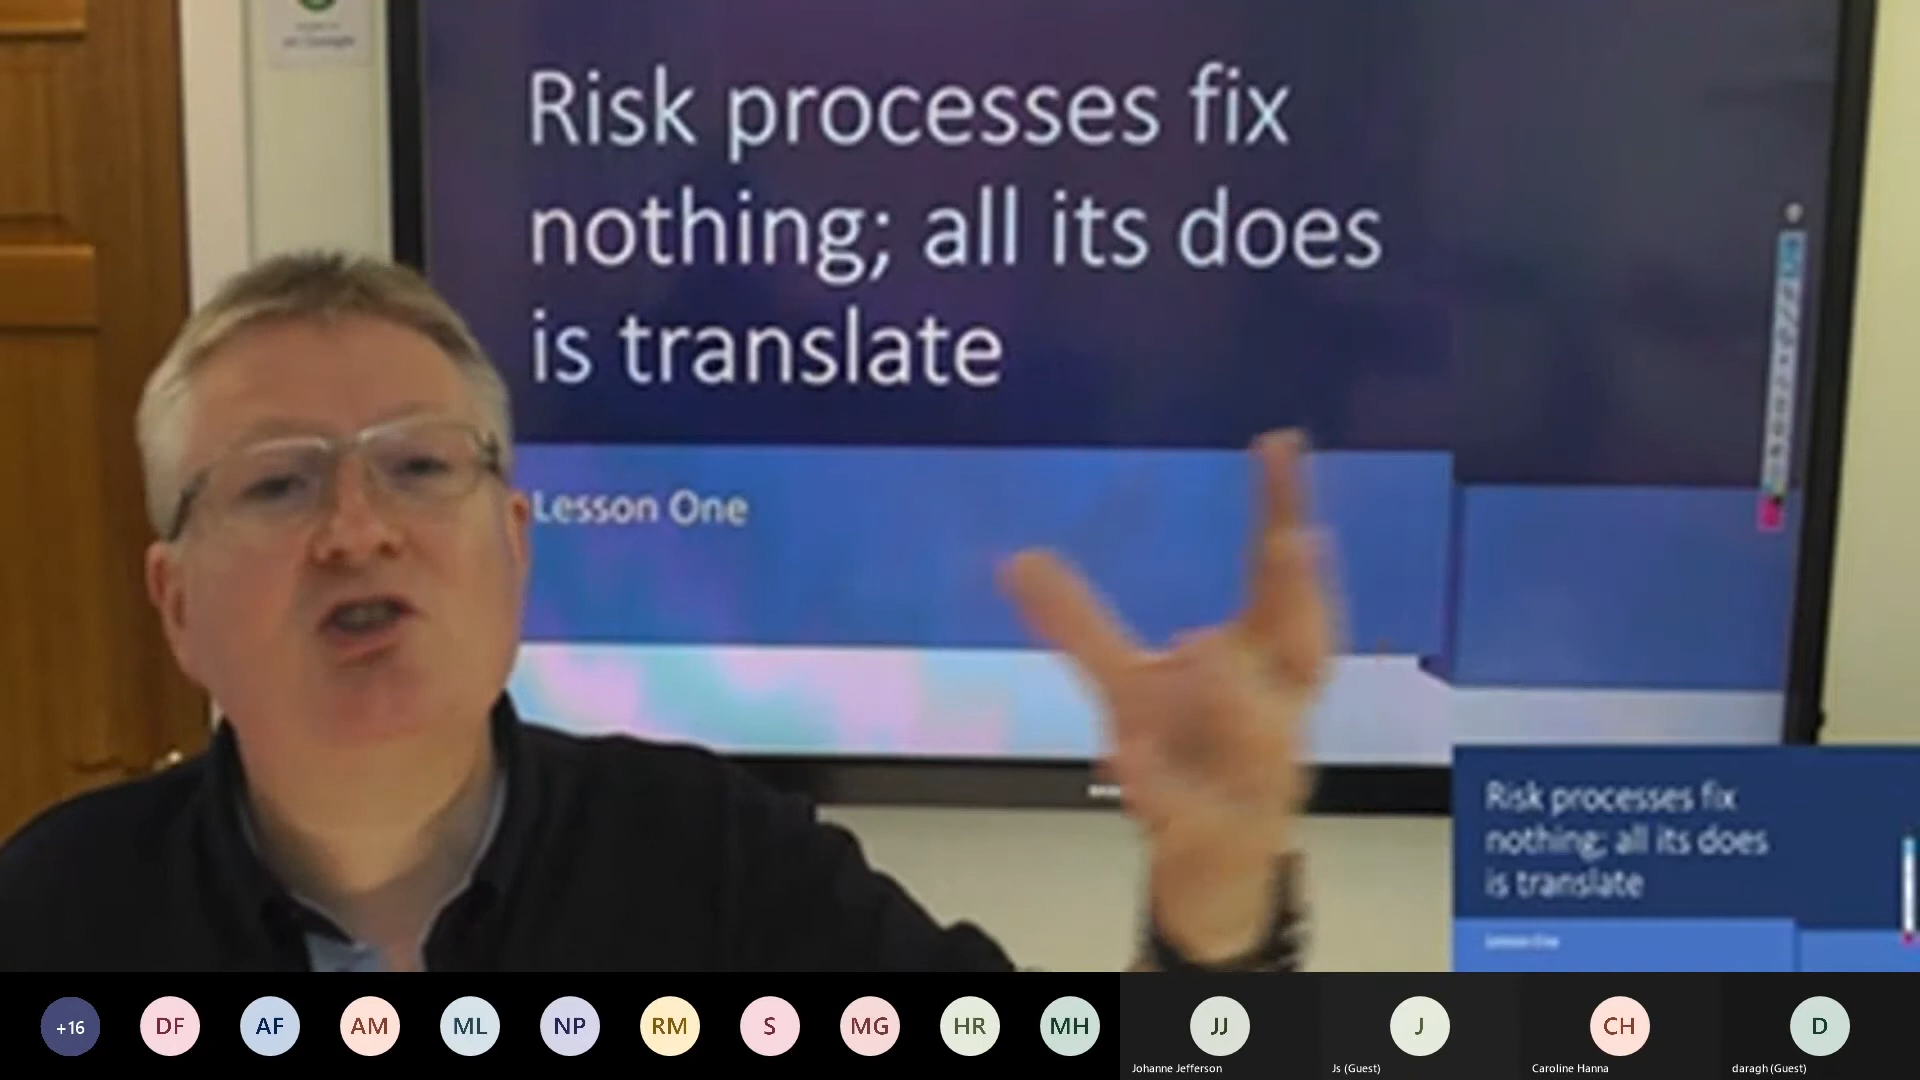 Risk processes fix
nothing; all its does
is translate
Lesson One
Risk processes fix
nothing; all its does
is translate
Lesson One
+16
DF
AF
AM
ML
NP
RM
S
MG
HR
MH
JJ
J
CH
D
Johanne Jefferson
Js (Guest)
Caroline Hanna
daragh (Guest)